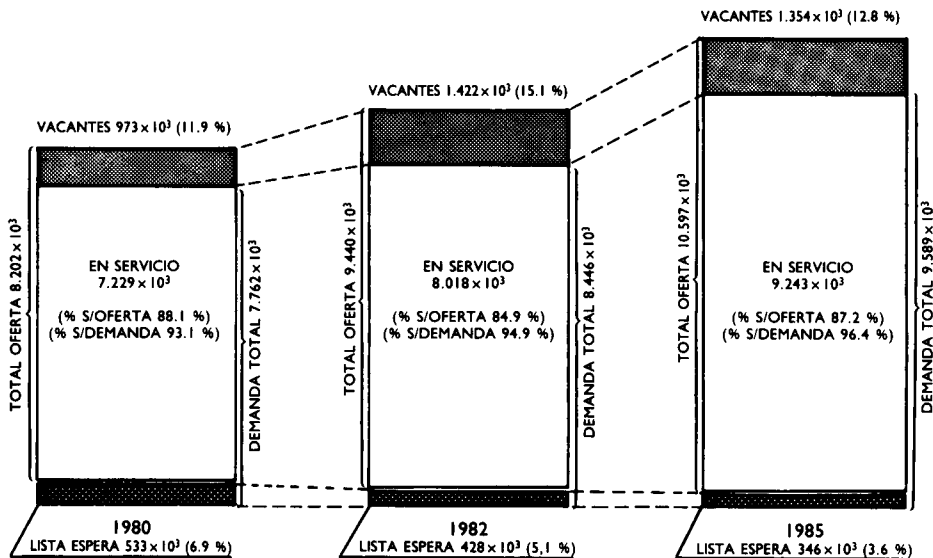 VACANTES 973×10³ (11.9 %)
TOTAL OFERTA 8.202×10³
EN SERVICIO
7.229×10³
(% S/OFERTA 88.1 %)
(% S/DEMANDA 93.1 %)
DEMANDA TOTAL 7.762×10³
1980
LISTA ESPERA 533×10³ (6.9 %)
VACANTES 1.422×10³ (15.1 %)
TOTAL OFERTA 9.440×10³
EN SERVICIO
8.018×10³
(% S/OFERTA 84.9 %)
(% S/DEMANDA 94.9 %)
DEMANDA TOTAL 8.446×10³
1982
LISTA ESPERA 428×10³ (5,1 %)
VACANTES 1.354×10³ (12.8 %)
TOTAL OFERTA 10.597×10³
EN SERVICIO
9.243×10³
(% S/OFERTA 87.2 %)
(% S/DEMANDA 96.4 %)
DEMANDA TOTAL 9.589×10³
1985
LISTA ESPERA 346×10³ (3.6 %)